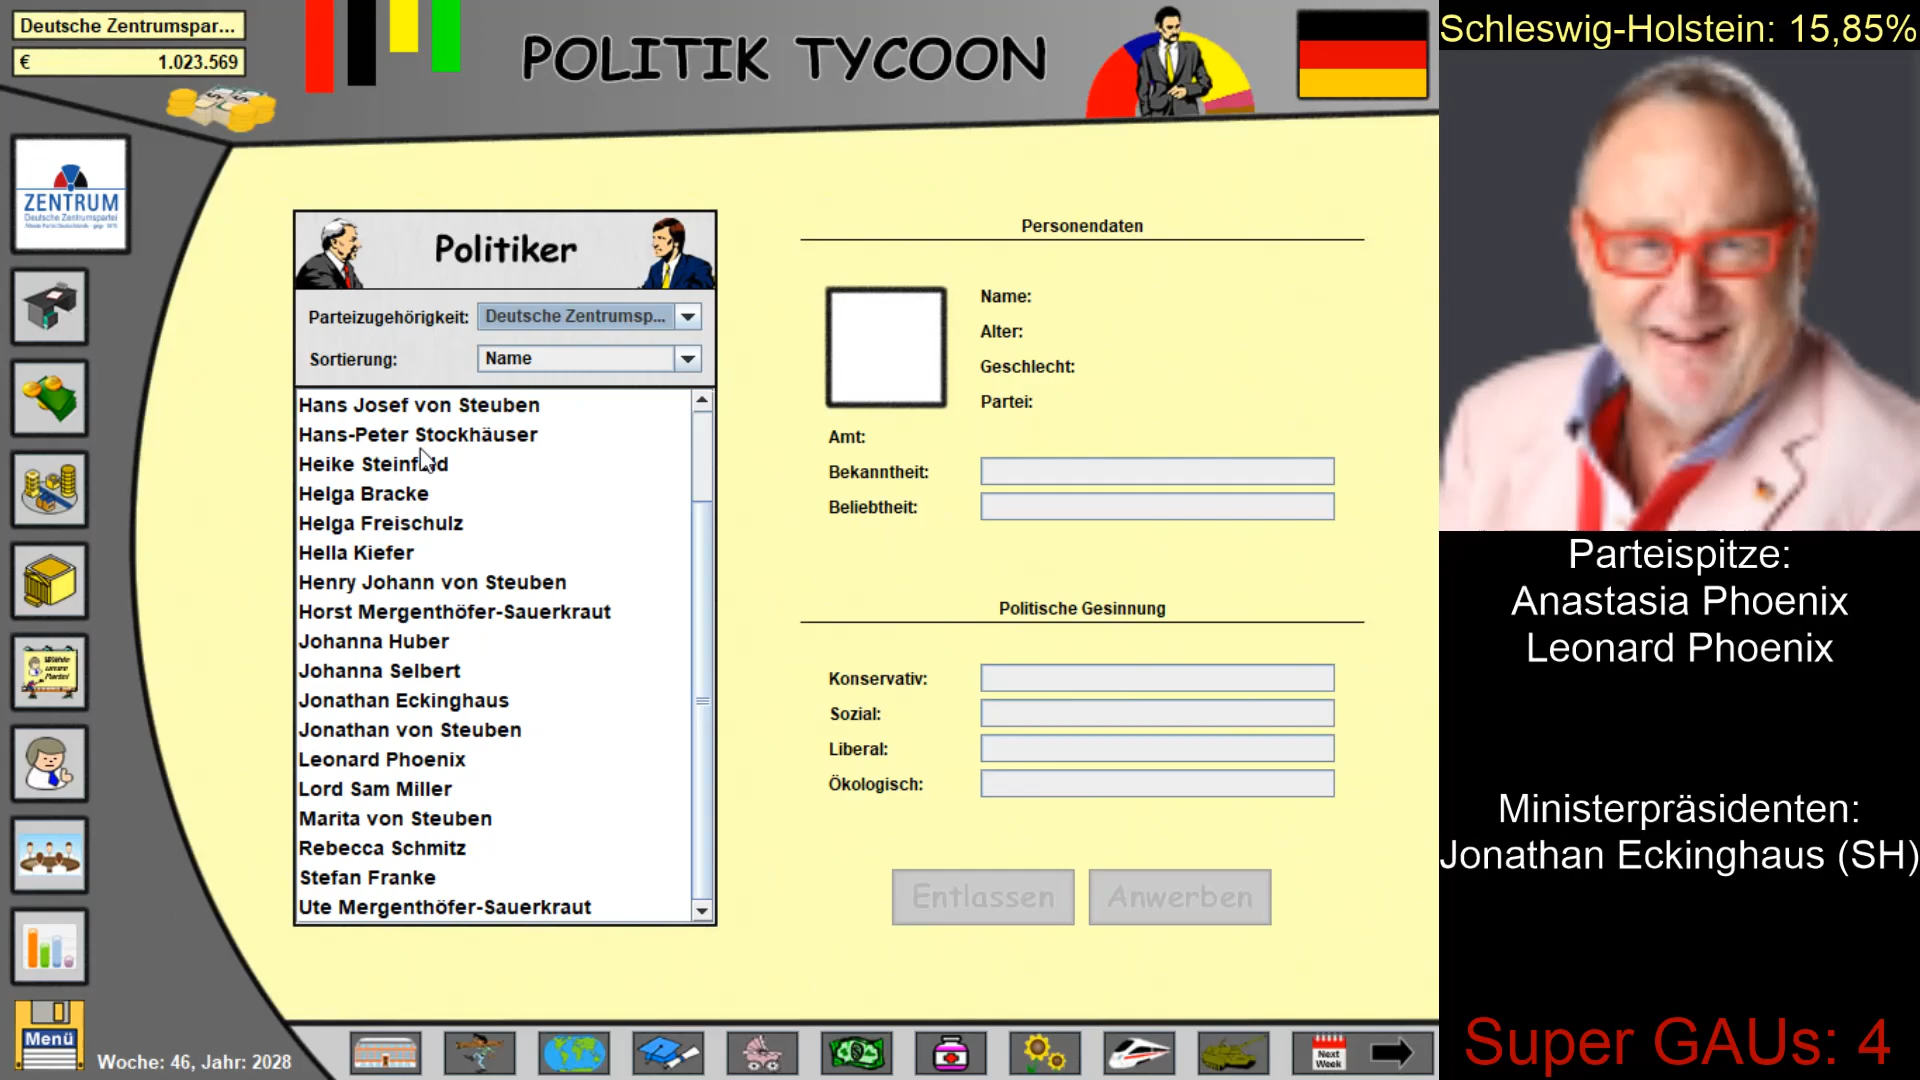 Deutsche Zentrumspar...
€ 1.023.569
POLITIK TYCOON
Schleswig-Holstein: 15,85%
ZENTRUM
Deutsche Zentrumspartei
Politiker
Parteizugehörigkeit: Deutsche Zentrumsp...
Sortierung: Name
Hans Josef von Steuben
Hans-Peter Stockhäuser
Heike Steinfeld
Helga Bracke
Helga Freischulz
Hella Kiefer
Henry Johann von Steuben
Horst Mergenthöfer-Sauerkraut
Johanna Huber
Johanna Selbert
Jonathan Eckinghaus
Jonathan von Steuben
Leonard Phoenix
Lord Sam Miller
Marita von Steuben
Rebecca Schmitz
Stefan Franke
Ute Mergenthöfer-Sauerkraut
Personendaten
Name:
Alter:
Geschlecht:
Partei:
Amt:
Bekanntheit:
Beliebtheit:
Politische Gesinnung
Konservativ:
Sozial:
Liberal:
Ökologisch:
Entlassen
Anwerben
Parteispitze:
Anastasia Phoenix
Leonard Phoenix
Ministerpräsidenten:
Jonathan Eckinghaus (SH)
Super GAUs: 4
Wählt
unsre
Partei
Menü
Woche: 46, Jahr: 2028
Next
Week